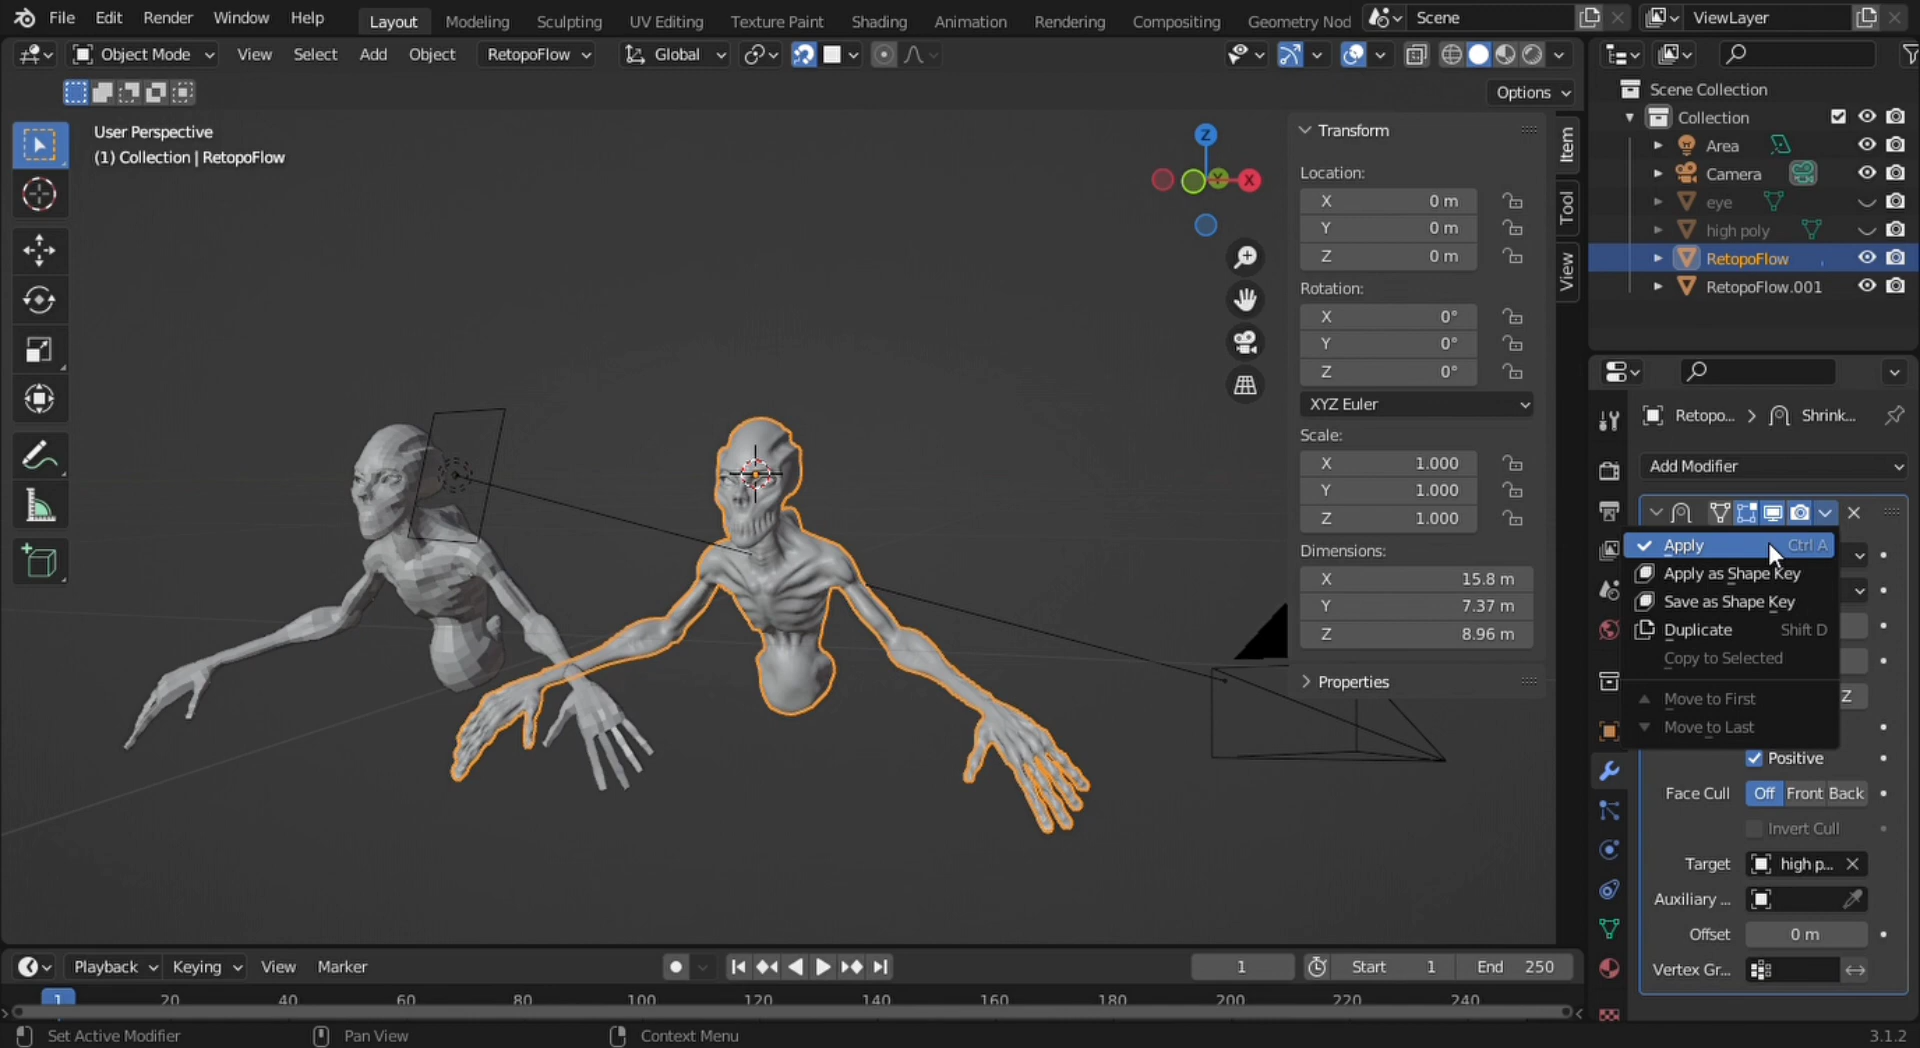 File Edit Render Window Help Layout Modeling Sculpting UV Editing Texture Paint Shading Animation Rendering Compositing Geometry Nod Scene ViewLayer
Object Mode View Select Add Object RetopoFlow Global
Options
User Perspective
(1) Collection | RetopoFlow
Z
Y
X
Transform
Location:
X 0 m
Y 0 m
Z 0 m
Rotation:
X 0°
Y 0°
Z 0°
XYZ Euler
Scale:
X 1.000
Y 1.000
Z 1.000
Dimensions:
X 15.8 m
Y 7.37 m
Z 8.96 m
Properties
Item
Tool
View
Scene Collection
Collection
Area
Camera
eye
high poly
RetopoFlow
RetopoFlow.001
Retopo... Shrink...
Add Modifier
Apply Ctrl A
Apply as Shape Key
Save as Shape Key
Duplicate Shift D
Copy to Selected
Move to First
Move to Last
Z
Positive
Face Cull Off Front Back
Invert Cull
Target high p...
Auxiliary ...
Offset 0 m
Vertex Gr...
Playback Keying View Marker 1 Start 1 End 250
1 20 40 60 80 100 120 140 160 180 200 220 240
Set Active Modifier Pan View Context Menu 3.1.2